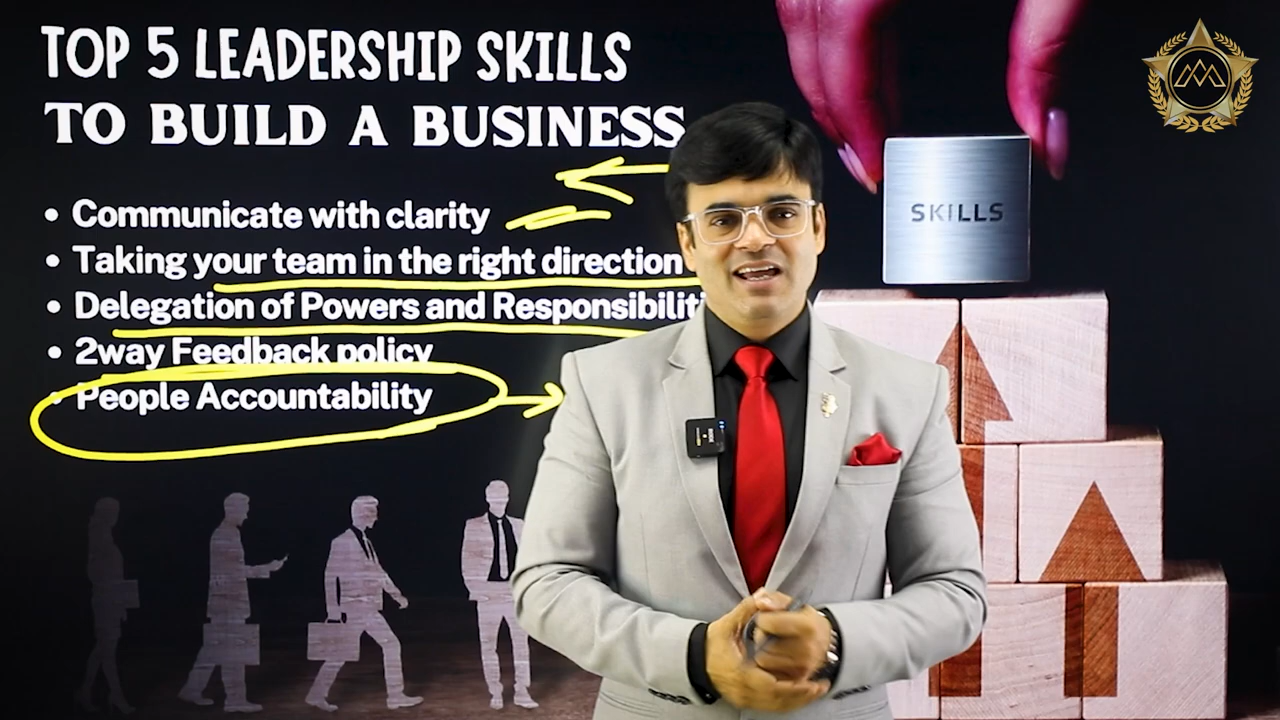 TOP 5 LEADERSHIP SKILLS
TO BUILD A BUSINESS
• Communicate with clarity
• Taking your team in the right direction
• Delegation of Powers and Responsibiliti
• 2way Feedback policy
• People Accountability
SKILLS